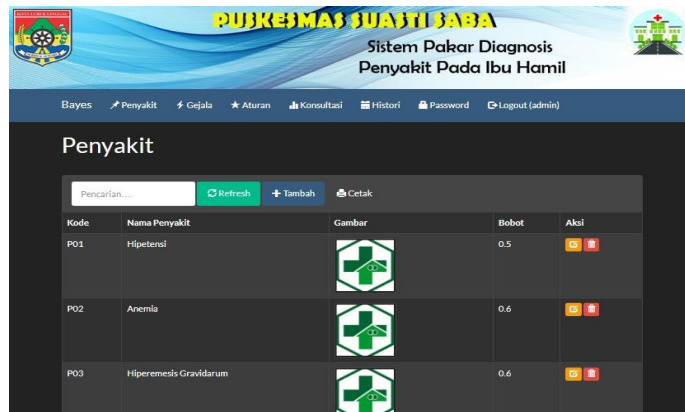 PUSKESMAS SUASTI SABA
Sistem Pakar Diagnosis
Penyakit Pada Ibu Hamil
Bayes Penyakit Gejala Aturan Konsultasi Histori Password Logout (admin)
Penyakit
Pencarian... Refresh Tambah Cetak
Kode Nama Penyakit Gambar Bobot Aksi
P01 Hipetensi 0.5
P02 Anemia 0.6
P03 Hiperemesis Gravidarum 0.6